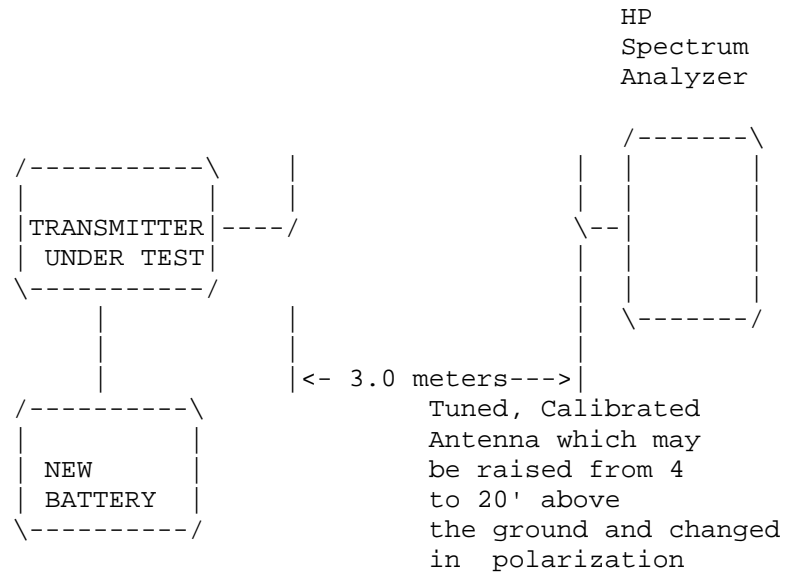 HP
Spectrum
Analyzer
TRANSMITTER
UNDER TEST
<- 3.0 meters--->
NEW
BATTERY
Tuned, Calibrated
Antenna which may
be raised from 4
to 20' above
the ground and changed
in polarization